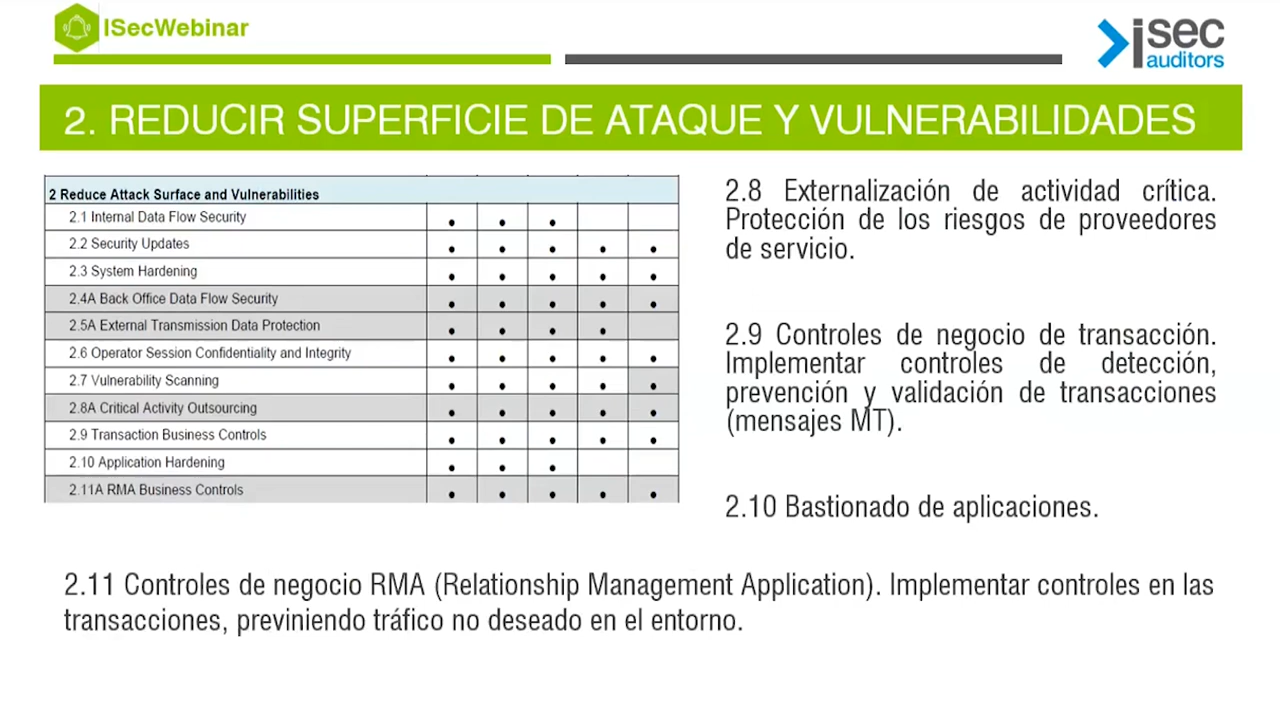 ISecWebinar
isec
auditors
2. REDUCIR SUPERFICIE DE ATAQUE Y VULNERABILIDADES
2 Reduce Attack Surface and Vulnerabilities
2.1 Internal Data Flow Security • • •
2.2 Security Updates • • • • •
2.3 System Hardening • • • • •
2.4A Back Office Data Flow Security • • • • •
2.5A External Transmission Data Protection • • • •
2.6 Operator Session Confidentiality and Integrity • • • • •
2.7 Vulnerability Scanning • • • • •
2.8A Critical Activity Outsourcing • • • • •
2.9 Transaction Business Controls • • • • •
2.10 Application Hardening • • •
2.11A RMA Business Controls • • • • •
2.8 Externalización de actividad crítica.
Protección de los riesgos de proveedores
de servicio.
2.9 Controles de negocio de transacción.
Implementar controles de detección,
prevención y validación de transacciones
(mensajes MT).
2.10 Bastionado de aplicaciones.
2.11 Controles de negocio RMA (Relationship Management Application). Implementar controles en las
transacciones, previniendo tráfico no deseado en el entorno.